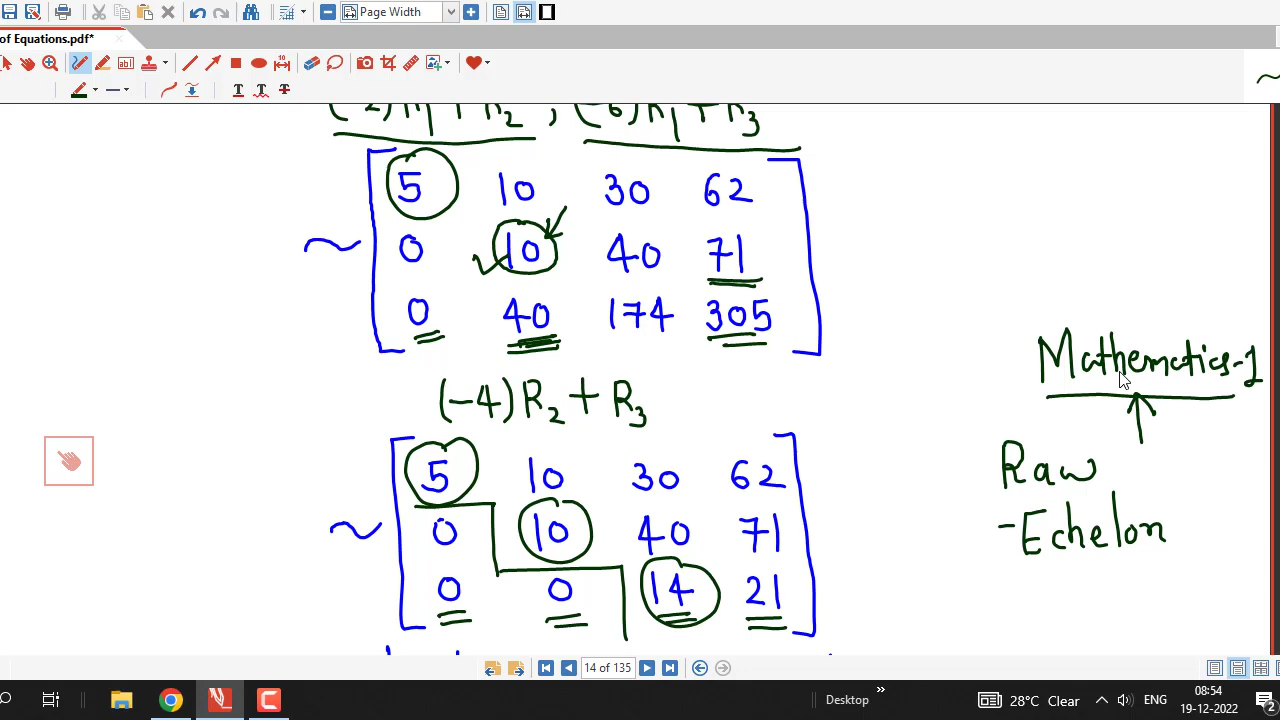 Page Width
of Equations.pdf*
5 10 30 62
0 10 40 71
0 40 174 305
(-4)R2 + R3
5 10 30 62
0 10 40 71
0 0 14 21
Mathematics-1
Raw
-Echelon
14 of 135
Desktop
»
28°C Clear
ENG
08:54
19-12-2022
2